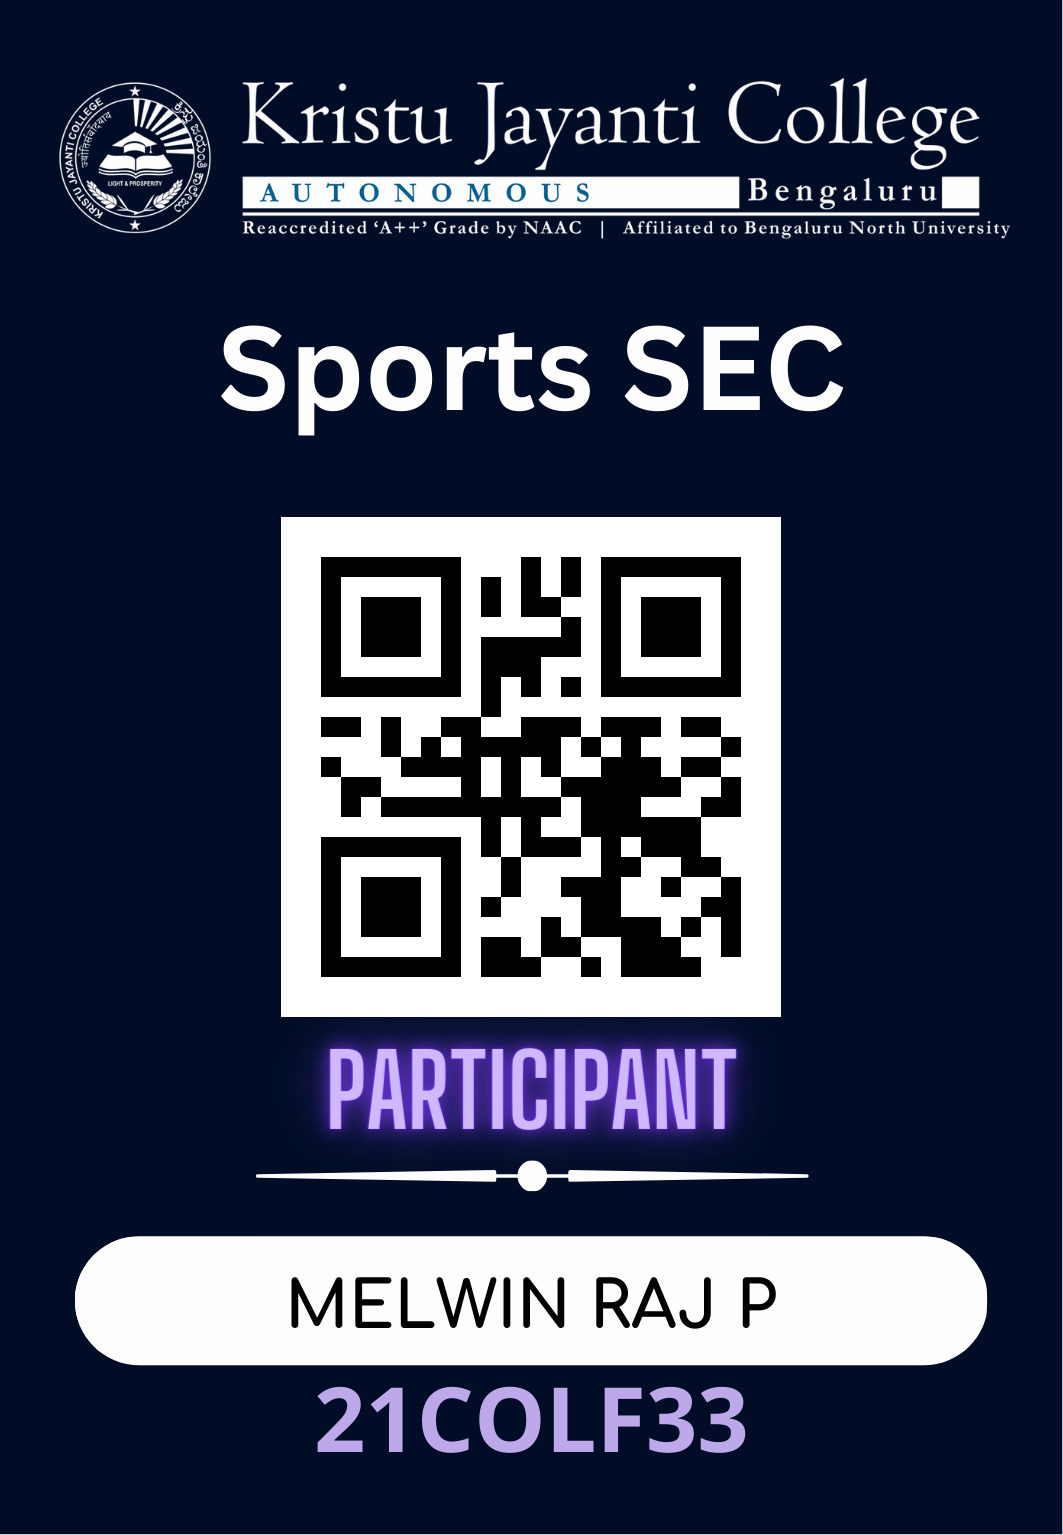 KRISTU JAYANTI COLLEGE
ज्योतिसंवादयाय
LIGHT & PROSPERITY
Kristu Jayanti College
AUTONOMOUS Bengaluru
Reaccredited ‘A++’ Grade by NAAC | Affiliated to Bengaluru North University
Sports SEC
PARTICIPANT
MELWIN RAJ P
21COLF33